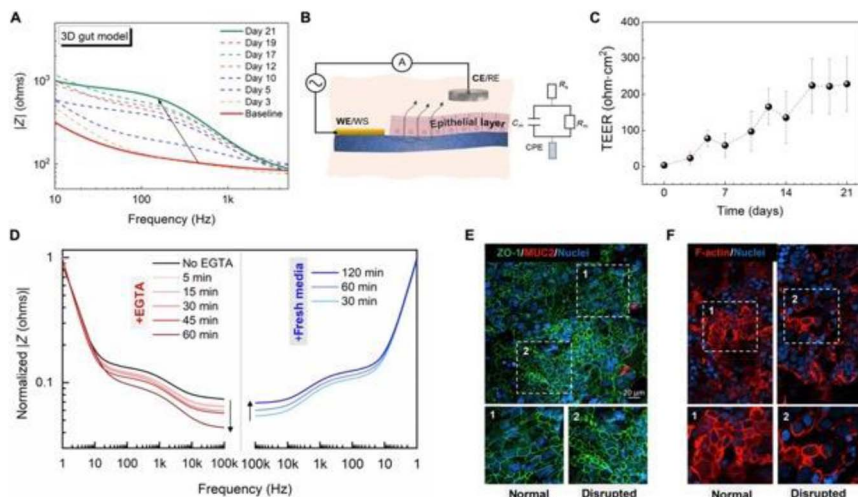 A
3D gut model
Day 21
Day 19
Day 17
Day 12
Day 10
Day 5
Day 3
Baseline
|Z| (ohms)
10³
10²
10 100 1k
Frequency (Hz)
B
A
CE/RE
WE/WS
Epithelial layer
Rs
Cm
Rm
CPE
C
TEER (ohm·cm²)
400
300
200
100
0
0 7 14 21
Time (days)
D
Normalized |Z (ohms)|
1
0.1
+EGTA
No EGTA
5 min
15 min
30 min
45 min
60 min
+Fresh media
120 min
60 min
30 min
1 10 100 1k 10k 100k
100k 10k 1k 100 10 1
Frequency (Hz)
E
ZO-1/MUC2/Nuclei
1
2
20 μm
1
2
Normal
Disrupted
F
F-actin/Nuclei
1
2
1
2
Normal
Disrupted